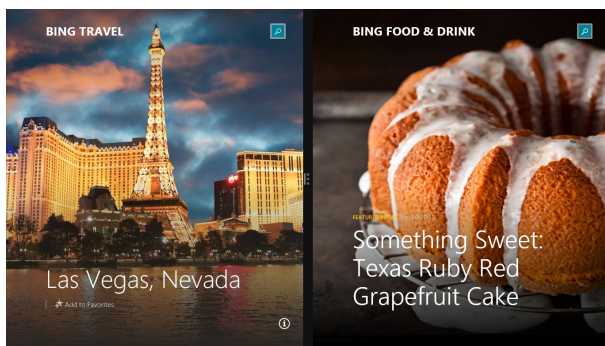 BING TRAVEL
Las Vegas, Nevada
Add to Favorites
BING FOOD & DRINK
Something Sweet:
Texas Ruby Red
Grapefruit Cake